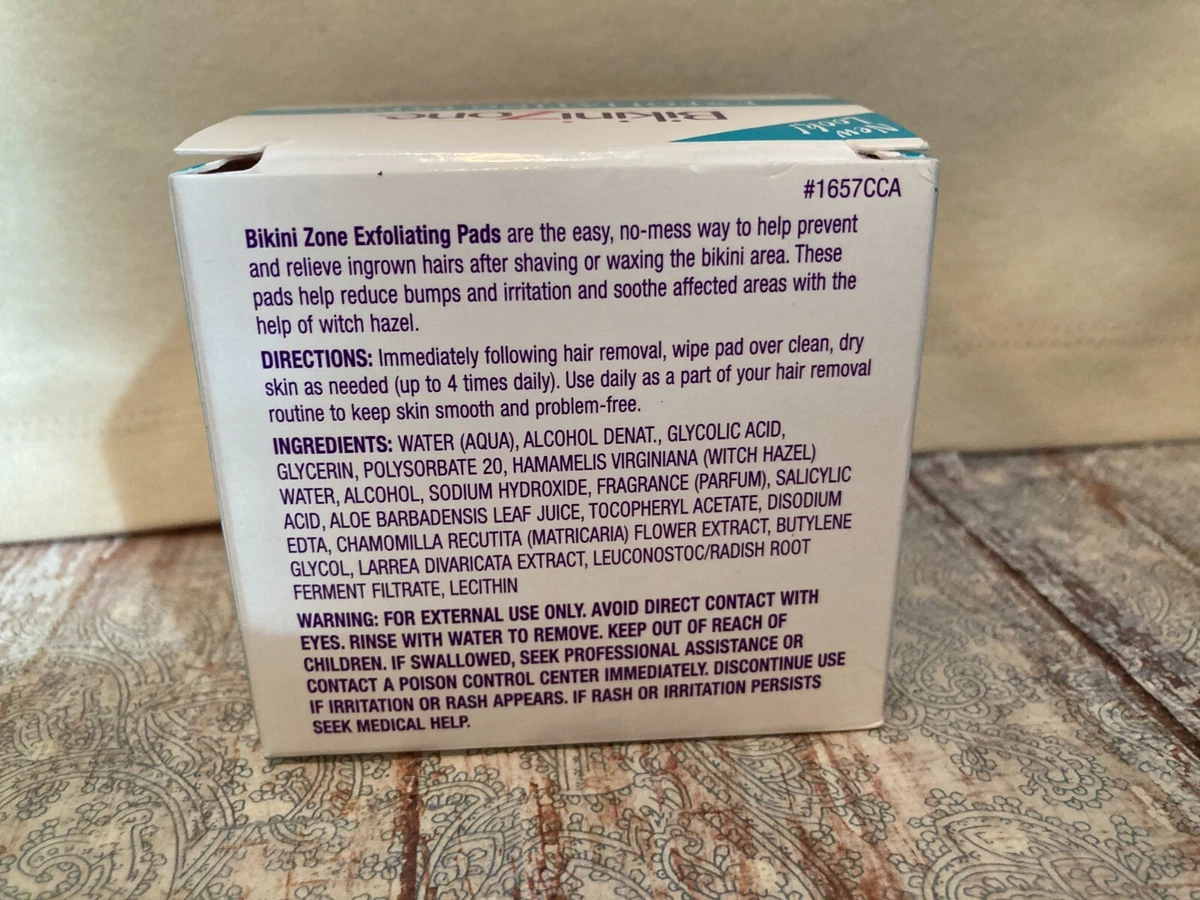 BikiniZone
New
Look!
#1657CCA
Bikini Zone Exfoliating Pads are the easy, no-mess way to help prevent
and relieve ingrown hairs after shaving or waxing the bikini area. These
pads help reduce bumps and irritation and soothe affected areas with the
help of witch hazel.
DIRECTIONS: Immediately following hair removal, wipe pad over clean, dry
skin as needed (up to 4 times daily). Use daily as a part of your hair removal
routine to keep skin smooth and problem-free.
INGREDIENTS: WATER (AQUA), ALCOHOL DENAT., GLYCOLIC ACID,
GLYCERIN, POLYSORBATE 20, HAMAMELIS VIRGINIANA (WITCH HAZEL)
WATER, ALCOHOL, SODIUM HYDROXIDE, FRAGRANCE (PARFUM), SALICYLIC
ACID, ALOE BARBADENSIS LEAF JUICE, TOCOPHERYL ACETATE, DISODIUM
EDTA, CHAMOMILLA RECUTITA (MATRICARIA) FLOWER EXTRACT, BUTYLENE
GLYCOL, LARREA DIVARICATA EXTRACT, LEUCONOSTOC/RADISH ROOT
FERMENT FILTRATE, LECITHIN
WARNING: FOR EXTERNAL USE ONLY. AVOID DIRECT CONTACT WITH
EYES. RINSE WITH WATER TO REMOVE. KEEP OUT OF REACH OF
CHILDREN. IF SWALLOWED, SEEK PROFESSIONAL ASSISTANCE OR
CONTACT A POISON CONTROL CENTER IMMEDIATELY. DISCONTINUE USE
IF IRRITATION OR RASH APPEARS. IF RASH OR IRRITATION PERSISTS
SEEK MEDICAL HELP.